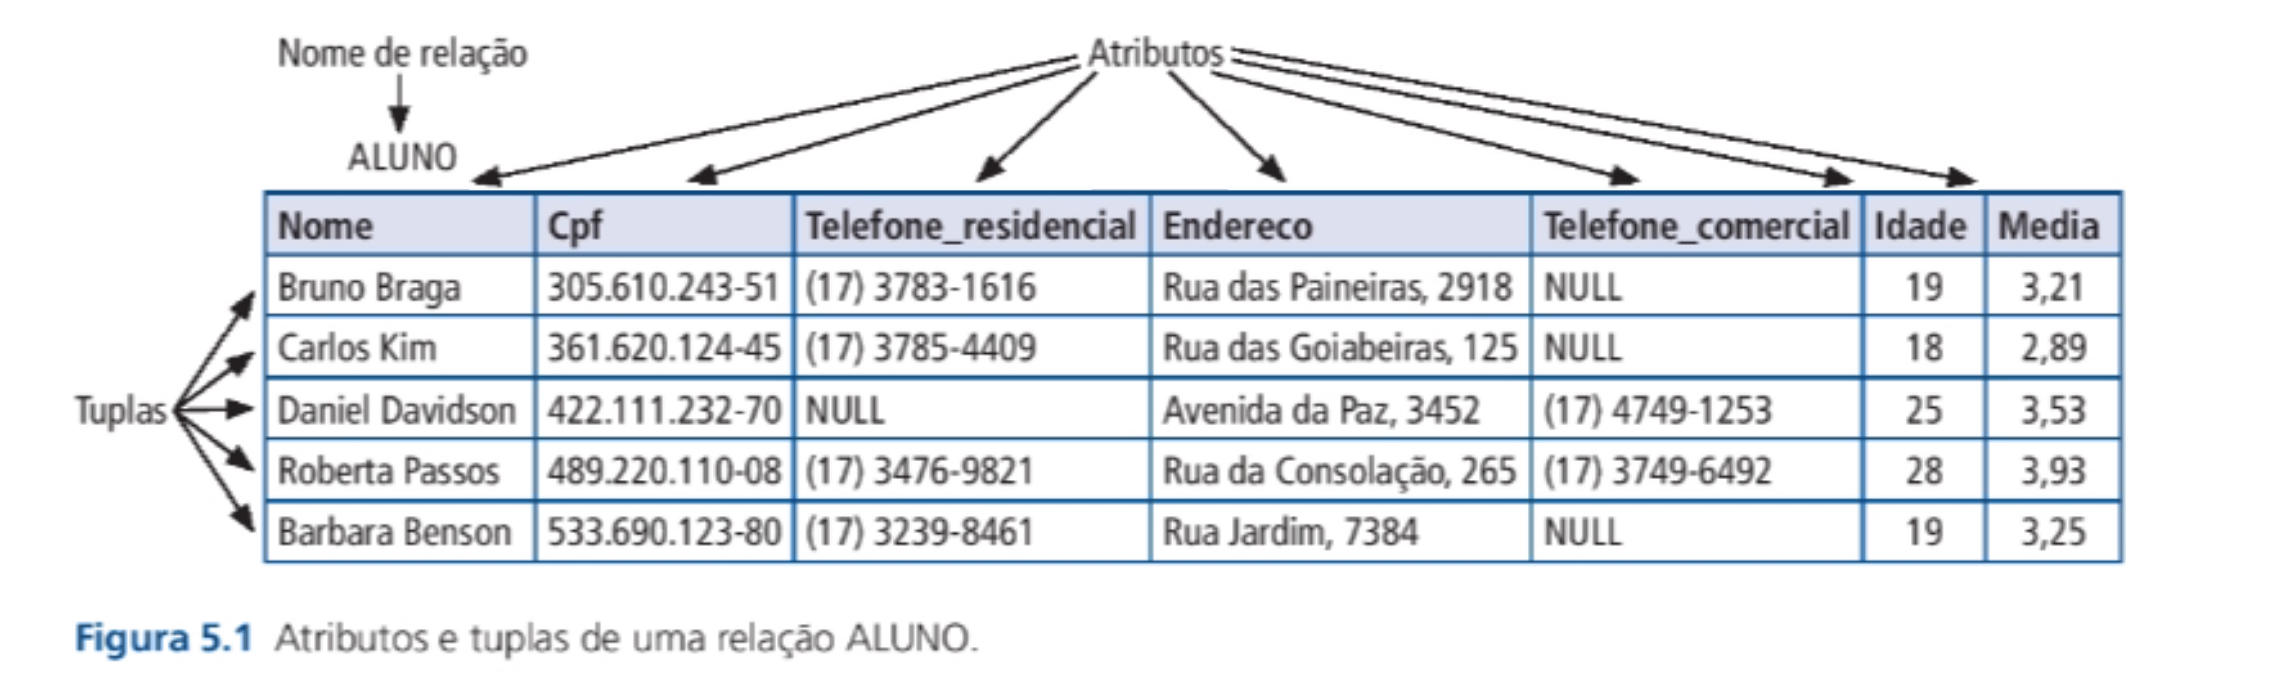 Nome de relação Atributos
ALUNO
Nome Cpf Telefone_residencial Endereco Telefone_comercial Idade Media
Bruno Braga 305.610.243-51 (17) 3783-1616 Rua das Paineiras, 2918 NULL 19 3,21
Carlos Kim 361.620.124-45 (17) 3785-4409 Rua das Goiabeiras, 125 NULL 18 2,89
Tuplas Daniel Davidson 422.111.232-70 NULL Avenida da Paz, 3452 (17) 4749-1253 25 3,53
Roberta Passos 489.220.110-08 (17) 3476-9821 Rua da Consolação, 265 (17) 3749-6492 28 3,93
Barbara Benson 533.690.123-80 (17) 3239-8461 Rua Jardim, 7384 NULL 19 3,25
Figura 5.1 Atributos e tuplas de uma relação ALUNO.